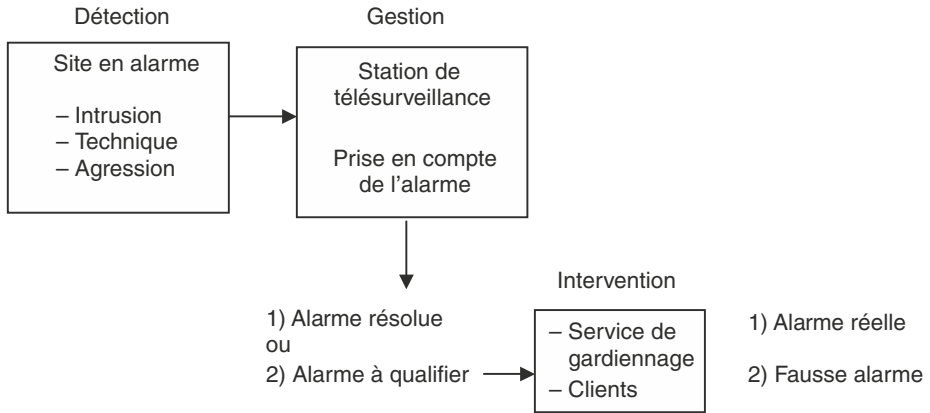 Détection
Gestion
Site en alarme
– Intrusion
– Technique
– Agression
Station de
télésurveillance
Prise en compte
de l'alarme
Intervention
1) Alarme résolue
ou
2) Alarme à qualifier
– Service de
gardiennage
– Clients
1) Alarme réelle
2) Fausse alarme